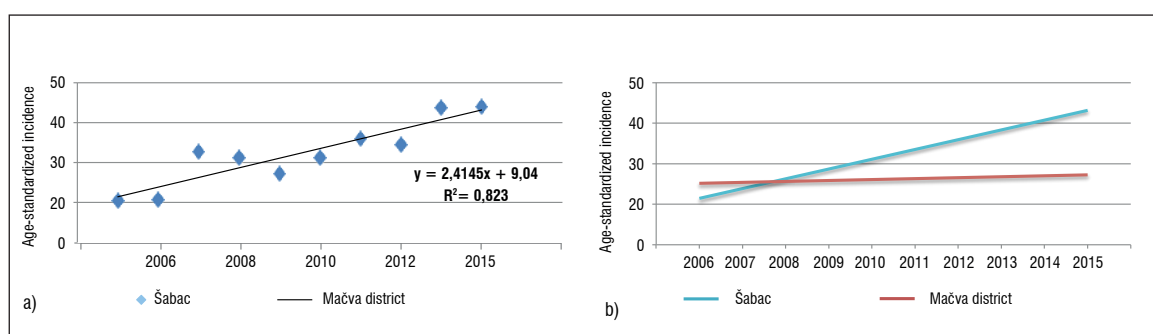 Age-standardized incidence
50
40
30
20
0
y = 2,4145x + 9,04
R²= 0,823
2006 2008 2010 2012 2015
a)
Šabac
Mačva district
Age-standardized incidence
50
40
30
20
0
2006 2007 2008 2009 2010 2011 2012 2013 2014 2015
b)
Šabac
Mačva district